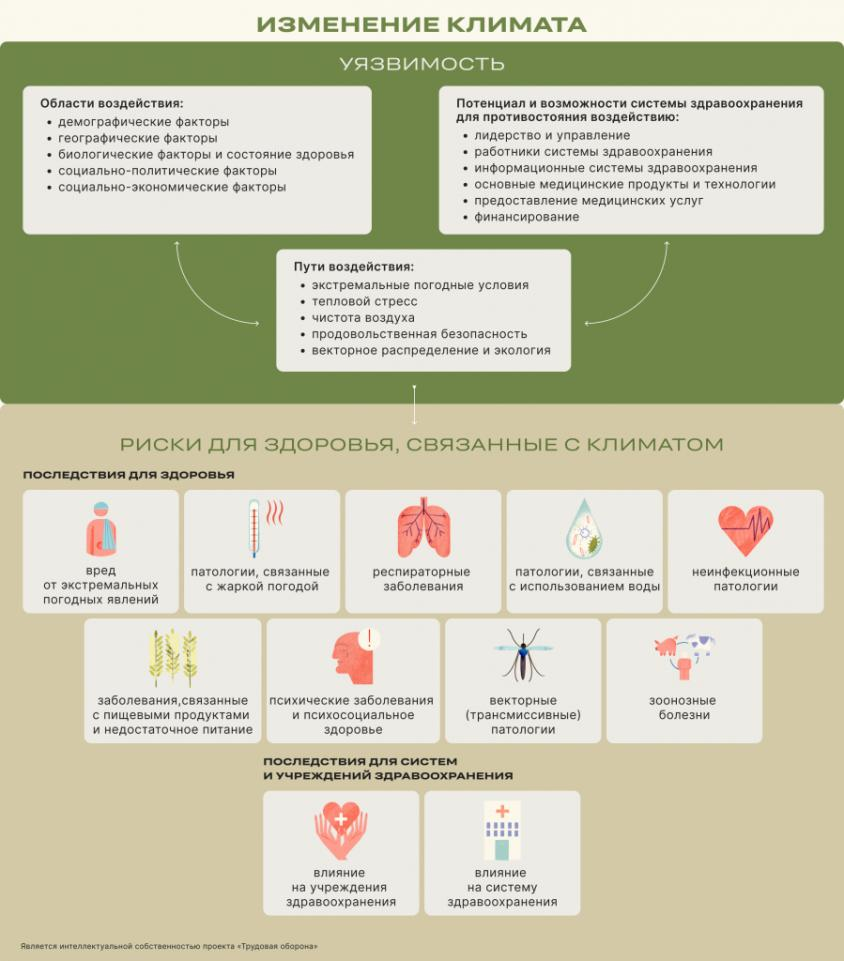 ИЗМЕНЕНИЕ КЛИМАТА
УЯЗВИМОСТЬ
Области воздействия:
• демографические факторы
• географические факторы
• биологические факторы и состояние здоровья
• социально-политические факторы
• социально-экономические факторы
Потенциал и возможности системы здравоохранения
для противостояния воздействию:
• лидерство и управление
• работники системы здравоохранения
• информационные системы здравоохранения
• основные медицинские продукты и технологии
• предоставление медицинских услуг
• финансирование
Пути воздействия:
• экстремальные погодные условия
• тепловой стресс
• чистота воздуха
• продовольственная безопасность
• векторное распределение и экология
РИСКИ ДЛЯ ЗДОРОВЬЯ, СВЯЗАННЫЕ С КЛИМАТОМ
ПОСЛЕДСТВИЯ ДЛЯ ЗДОРОВЬЯ
вред
от экстремальных
погодных явлений
патологии, связанные
с жаркой погодой
респираторные
заболевания
патологии, связанные
с использованием воды
неинфекционные
патологии
!
заболевания,связанные
с пищевыми продуктами
и недостаточное питание
психические заболевания
и психосоциальное
здоровье
векторные
(трансмиссивные)
патологии
зоонозные
болезни
ПОСЛЕДСТВИЯ ДЛЯ СИСТЕМ
И УЧРЕЖДЕНИЙ ЗДРАВООХРАНЕНИЯ
влияние
на учреждения
здравоохранения
влияние
на систему
здравоохранения
Является интеллектуальной собственностью проекта «Трудовая оборона»